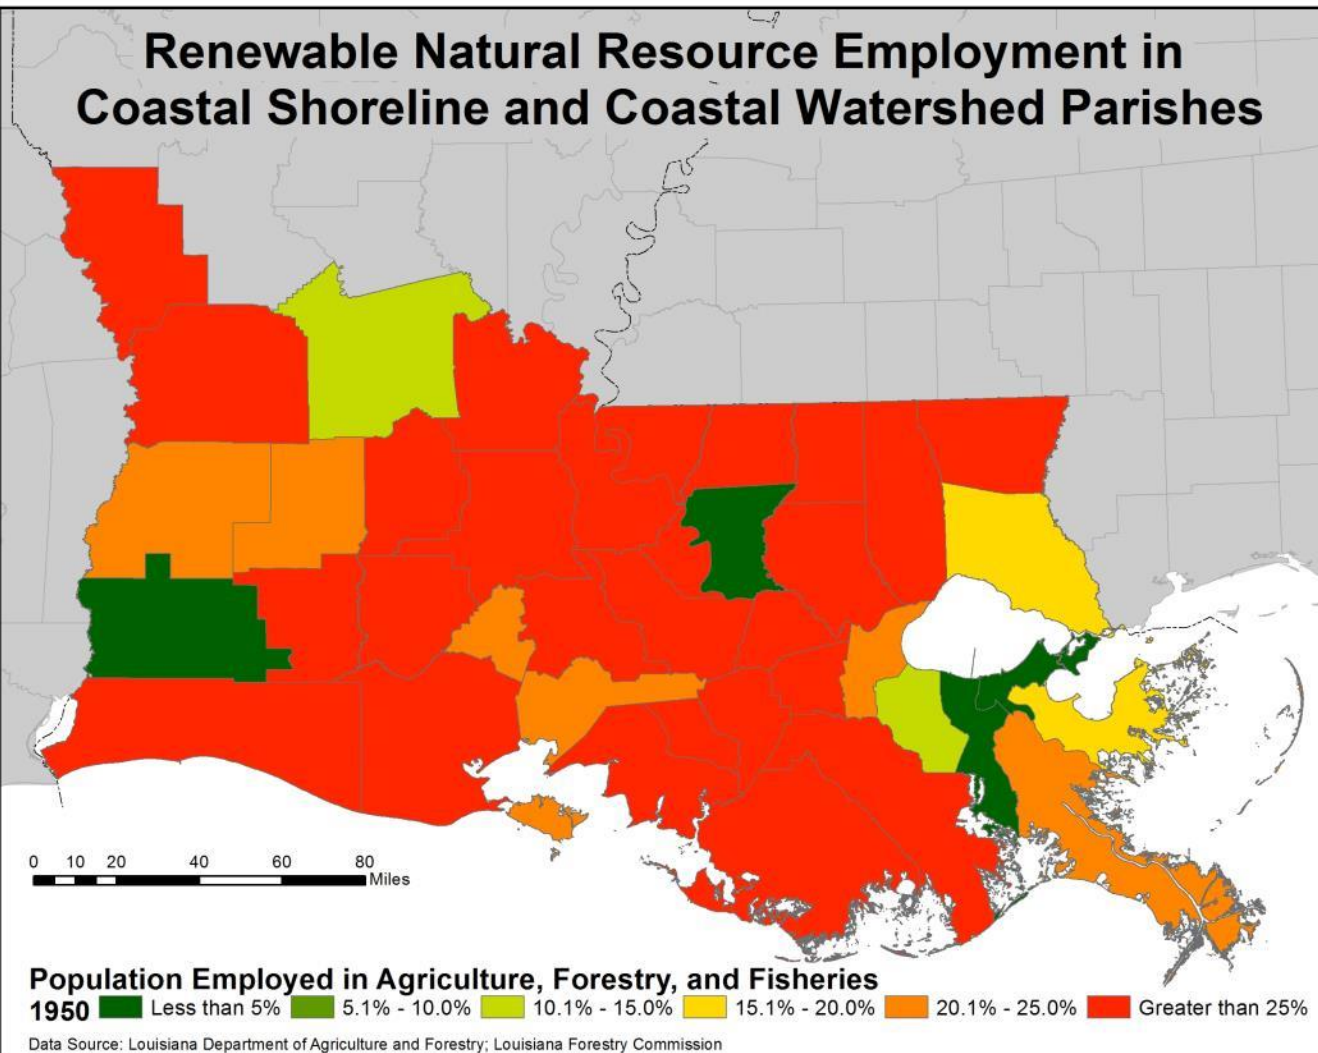 Renewable Natural Resource Employment in
Coastal Shoreline and Coastal Watershed Parishes
0 10 20 40 60 80
Miles
Population Employed in Agriculture, Forestry, and Fisheries
1950 Less than 5% 5.1% - 10.0% 10.1% - 15.0% 15.1% - 20.0% 20.1% - 25.0% Greater than 25%
Data Source: Louisiana Department of Agriculture and Forestry; Louisiana Forestry Commission